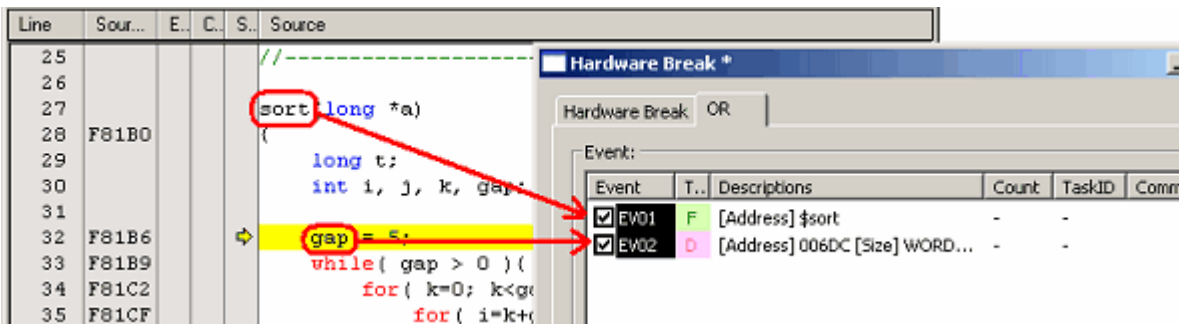 Line Sour... E.. C.. S.. Source
25 //-------------------
26
27 sort(long *a)
28 F81B0 {
29 long t;
30 int i, j, k, gap;
31
32 F81B6 gap = 5;
33 F81B9 while( gap > 0 ){
34 F81C2 for( k=0; k<g
35 F81CF for( i=k+
Hardware Break *
Hardware Break OR
Event:
Event T.. Descriptions Count TaskID Comm
EV01 F [Address] $sort - -
EV02 D [Address] 006DC [Size] WORD... - -